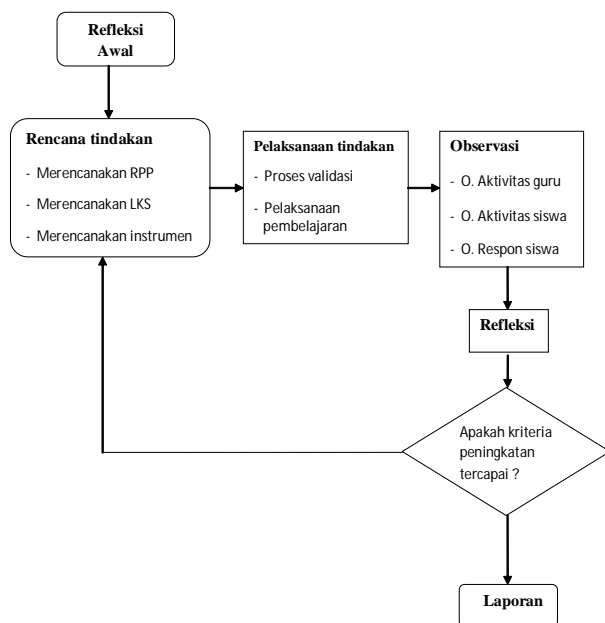 Refleksi
Awal
Rencana tindakan
- Merencanakan RPP
- Merencanakan LKS
- Merencanakan instrumen
Pelaksanaan tindakan
- Proses validasi
- Pelaksanaan
pembelajaran
Observasi
- O. Aktivitas guru
- O. Aktivitas siswa
- O. Respon siswa
Refleksi
Apakah kriteria
peningkatan
tercapai ?
Laporan